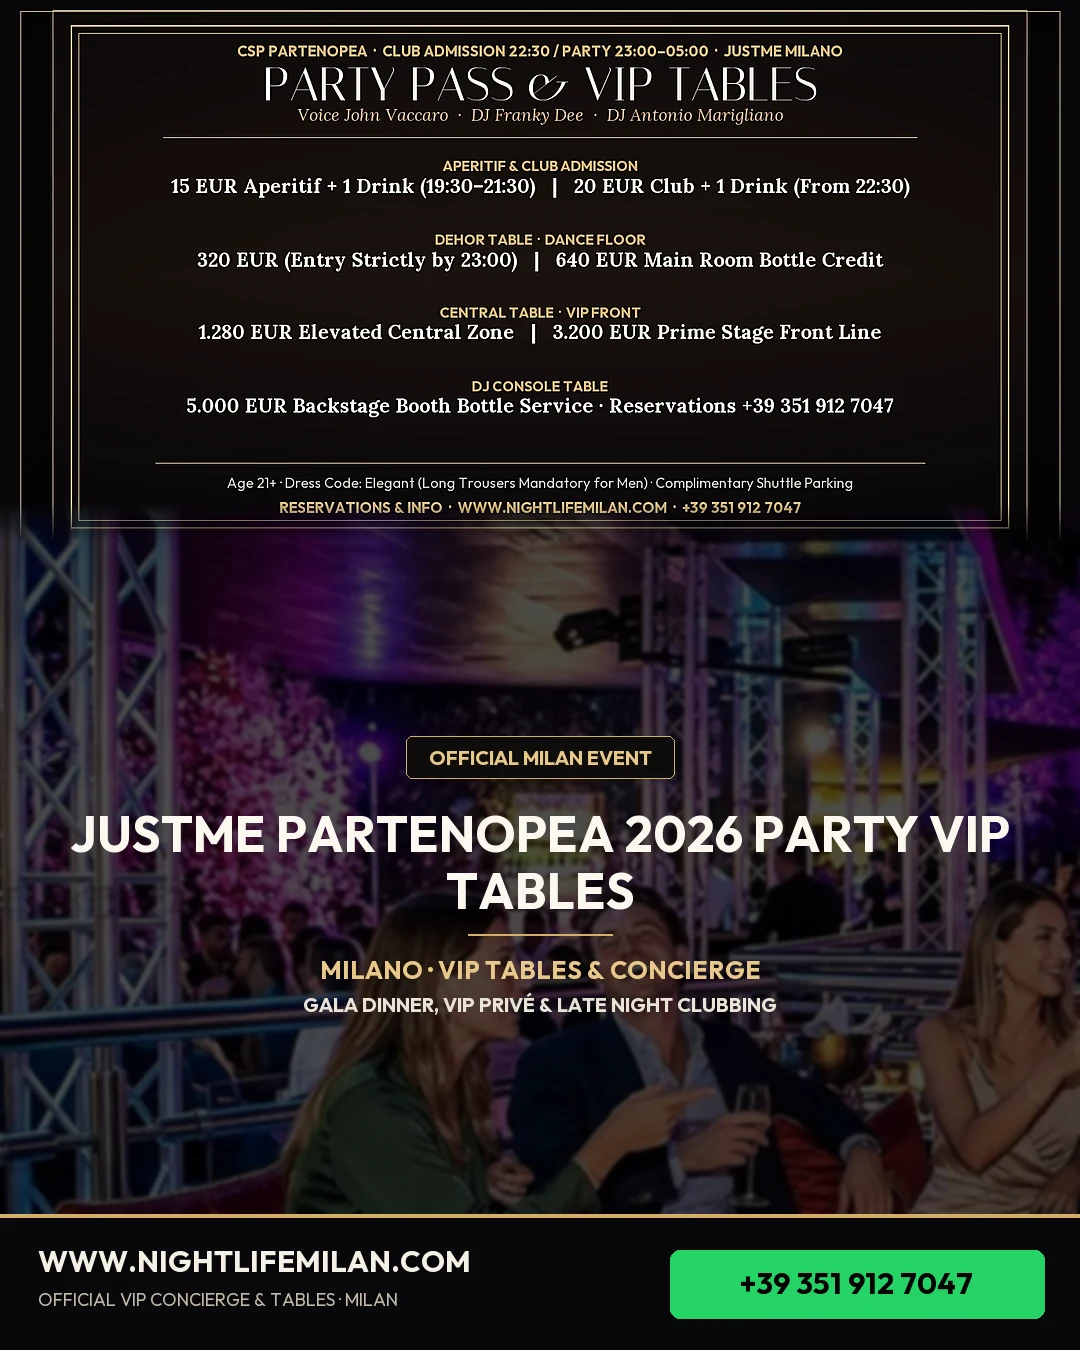 CSP PARTENOPEA · CLUB ADMISSION 22:30 / PARTY 23:00–05:00 · JUSTME MILANO
PARTY PASS & VIP TABLES
Voice John Vaccaro · DJ Franky Dee · DJ Antonio Marigliano
APERITIF & CLUB ADMISSION
15 EUR Aperitif + 1 Drink (19:30–21:30) | 20 EUR Club + 1 Drink (From 22:30)
DEHOR TABLE · DANCE FLOOR
320 EUR (Entry Strictly by 23:00) | 640 EUR Main Room Bottle Credit
CENTRAL TABLE · VIP FRONT
1.280 EUR Elevated Central Zone | 3.200 EUR Prime Stage Front Line
DJ CONSOLE TABLE
5.000 EUR Backstage Booth Bottle Service · Reservations +39 351 912 7047
Age 21+ · Dress Code: Elegant (Long Trousers Mandatory for Men) · Complimentary Shuttle Parking
RESERVATIONS & INFO · WWW.NIGHTLIFEMILAN.COM · +39 351 912 7047
OFFICIAL MILAN EVENT
JUSTME PARTENOPEA 2026 PARTY VIP
TABLES
MILANO · VIP TABLES & CONCIERGE
GALA DINNER, VIP PRIVÉ & LATE NIGHT CLUBBING
WWW.NIGHTLIFEMILAN.COM
OFFICIAL VIP CONCIERGE & TABLES · MILAN
+39 351 912 7047